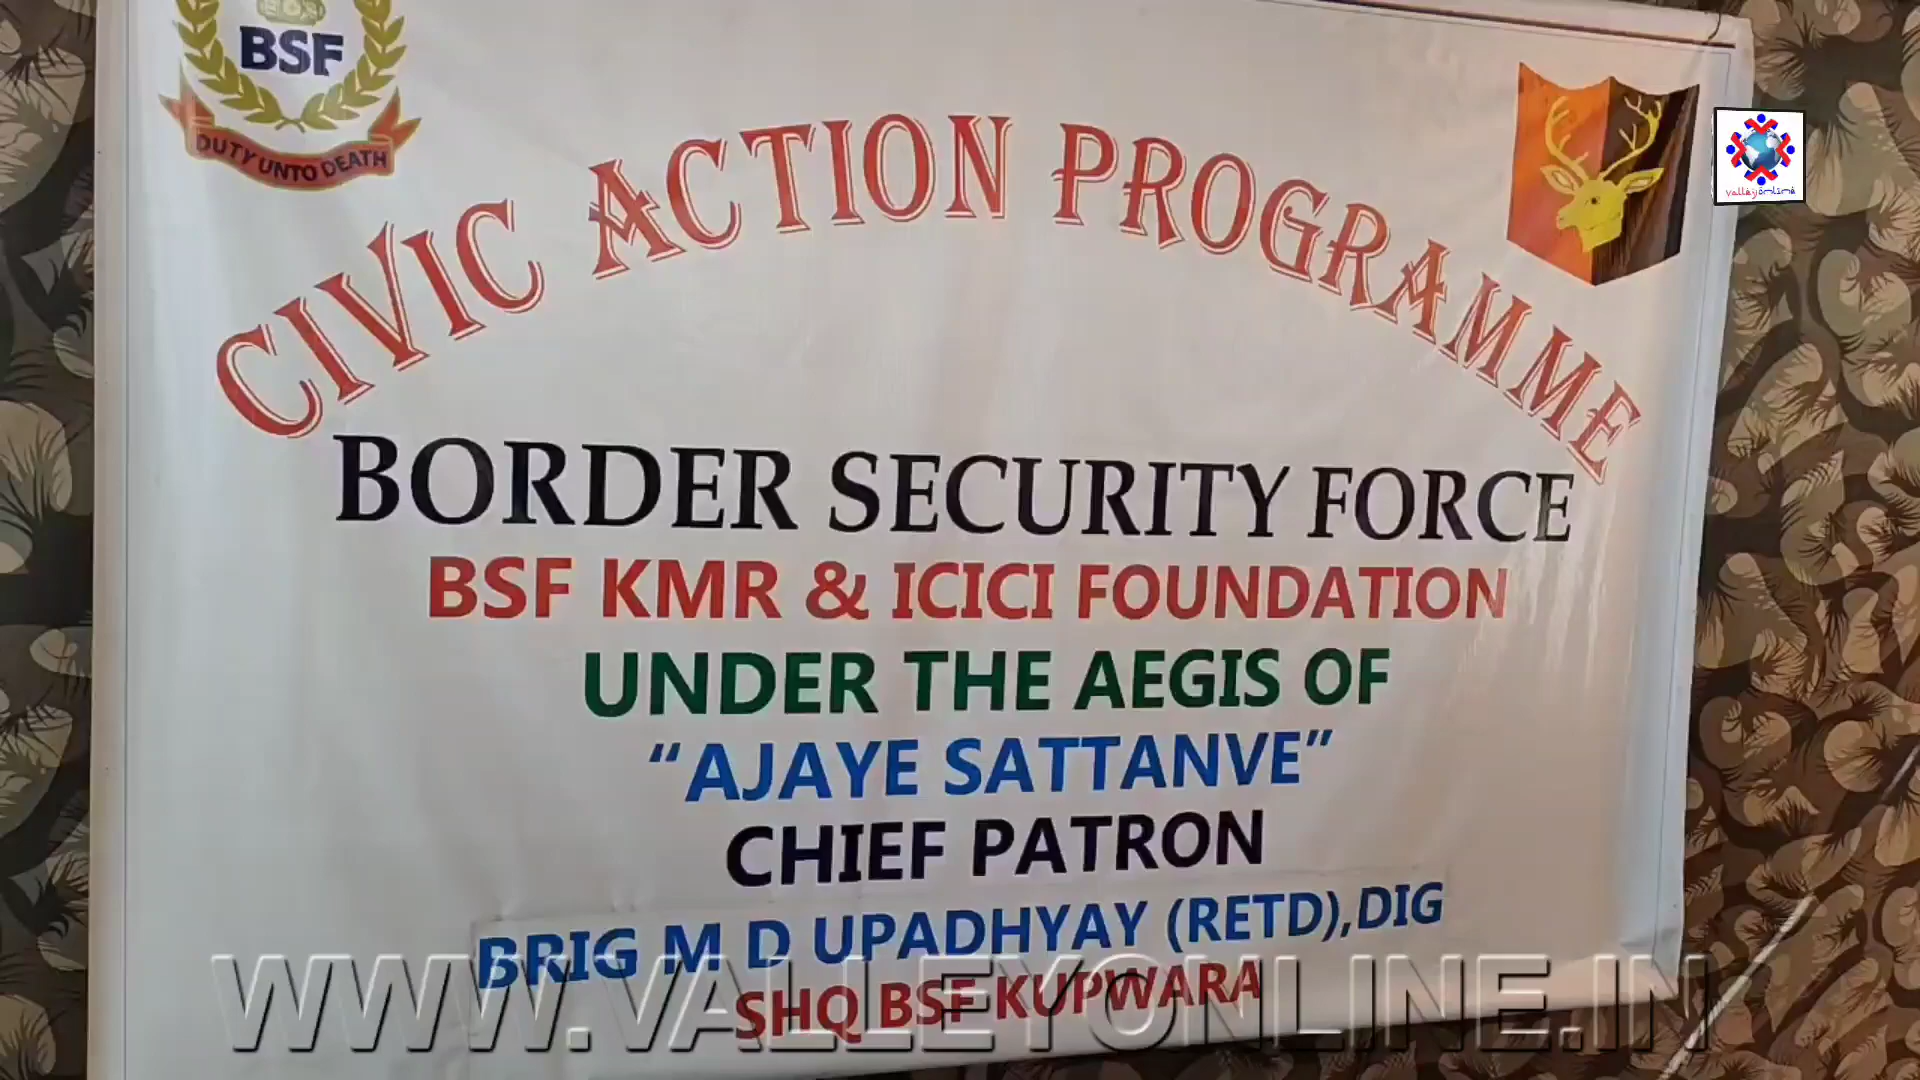 BSF
DUTY UNTO DEATH
CIVIC ACTION PROGRAMME
valleyonline
BORDER SECURITY FORCE
BSF KMR & ICICI FOUNDATION
UNDER THE AEGIS OF
“AJAYE SATTANVE”
CHIEF PATRON
BRIG M D UPADHYAY (RETD),DIG
SHQ BSF KUPWARA
WWW.VALLEYONLINE.IN/